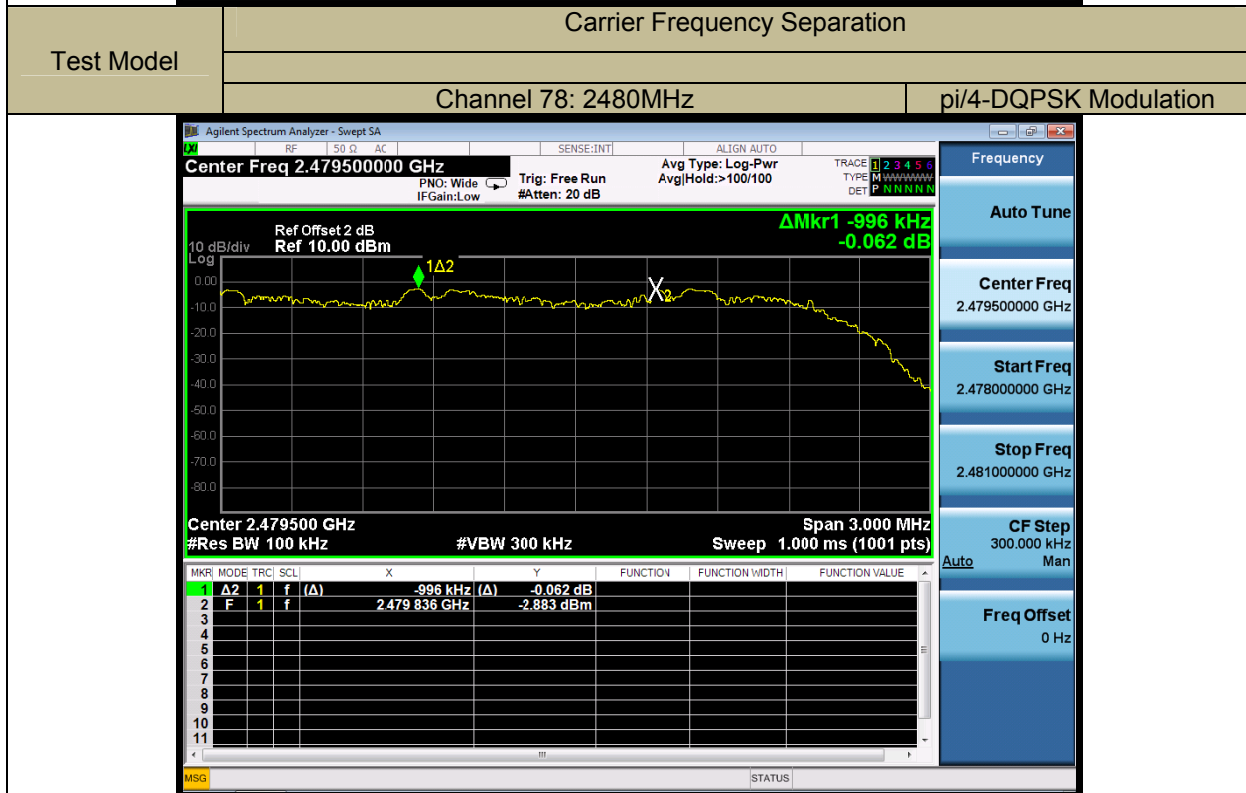 Carrier Frequency Separation
Test Model
Channel 78: 2480MHz pi/4-DQPSK Modulation
Agilent Spectrum Analyzer - Swept SA
LXI RF 50 Ω AC SENSE:INT ALIGN AUTO
Center Freq 2.479500000 GHz
PNO: Wide
IFGain:Low
Trig: Free Run
#Atten: 20 dB
Avg Type: Log-Pwr
Avg|Hold:>100/100
TRACE 1 2 3 4 5 6
TYPE M WWWWW
DET P N N N N N
Ref Offset 2 dB
Ref 10.00 dBm
10 dB/div
Log
ΔMkr1 -996 kHz
-0.062 dB
1Δ2
2
0.00
-10.0
-20.0
-30.0
-40.0
-50.0
-60.0
-70.0
-80.0
Center 2.479500 GHz Span 3.000 MHz
#Res BW 100 kHz #VBW 300 kHz Sweep 1.000 ms (1001 pts)
MKR MODE TRC SCL X Y FUNCTION FUNCTION WIDTH FUNCTION VALUE
1 Δ2 1 f (Δ) -996 kHz (Δ) -0.062 dB
2 F 1 f 2.479 836 GHz -2.883 dBm
3
4
5
6
7
8
9
10
11
MSG STATUS
Frequency
Auto Tune
Center Freq
2.479500000 GHz
Start Freq
2.478000000 GHz
Stop Freq
2.481000000 GHz
CF Step
300.000 kHz
Auto Man
Freq Offset
0 Hz